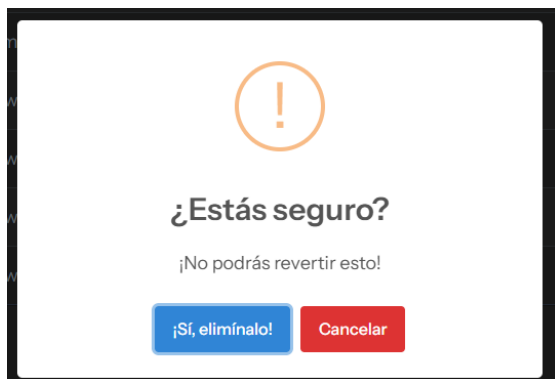 ¿Estás seguro?
¡No podrás revertir esto!
¡Sí, elimínalo!
Cancelar